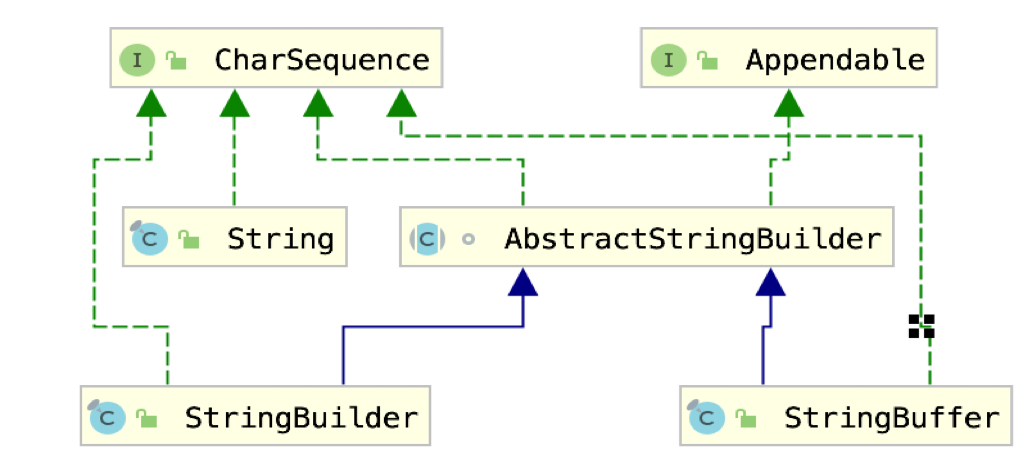 I CharSequence
I Appendable
C String
C AbstractStringBuilder
C StringBuilder
C StringBuffer